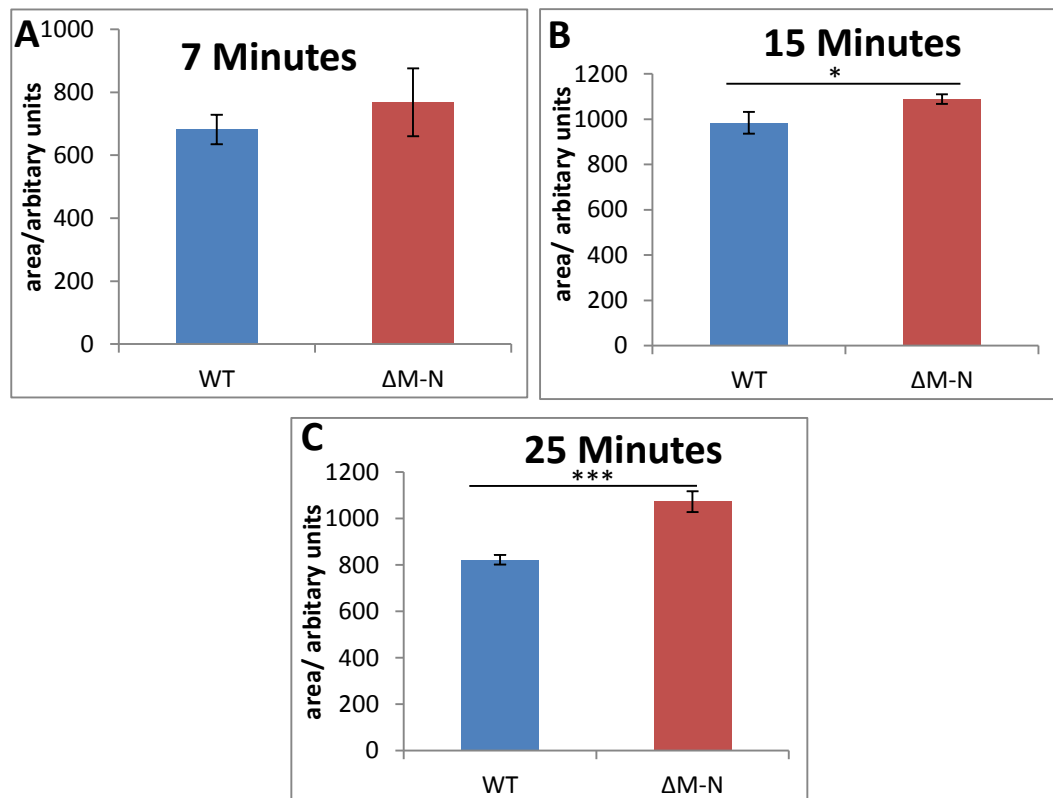 A
7 Minutes
area/ arbitary units
1000
800
600
400
200
0
WT
ΔM-N
B
15 Minutes
*
area/ arbitary units
1200
1000
800
600
400
200
0
WT
ΔM-N
C
25 Minutes
***
area/ arbitary units
1200
1000
800
600
400
200
0
WT
ΔM-N